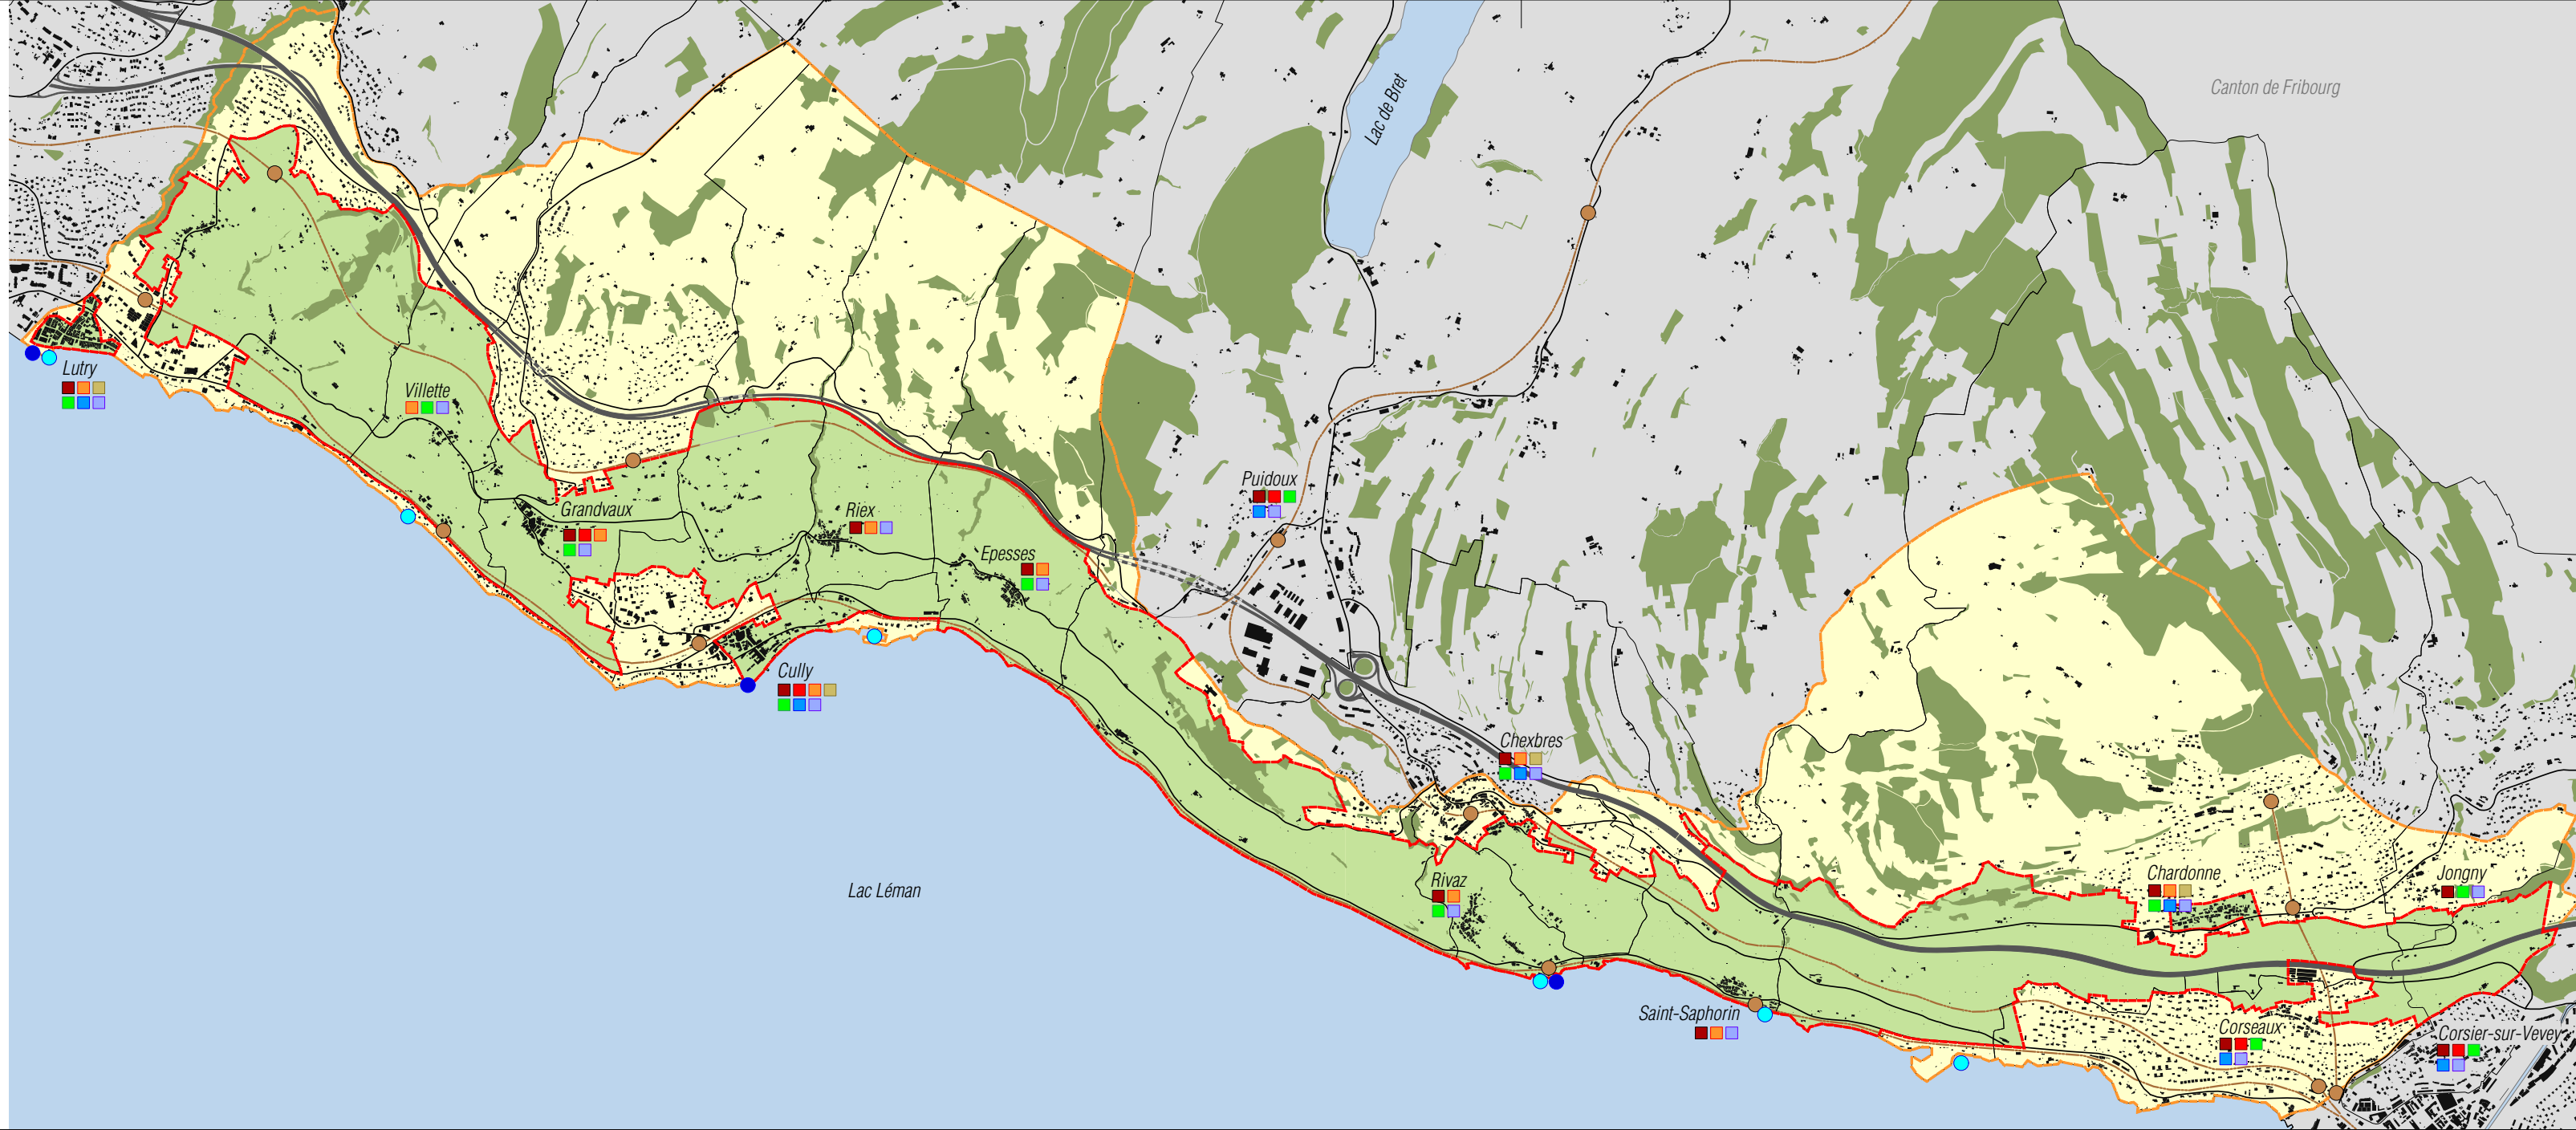 Canton de Fribourg
Lac de Bret
Lutry
Villette
Puidoux
Grandvaux
Riex
Epesses
Cully
Chexbres
Lac Léman
Rivaz
Chardonne
Jongny
Saint-Saphorin
Corseaux
Corsier-sur-Vevey